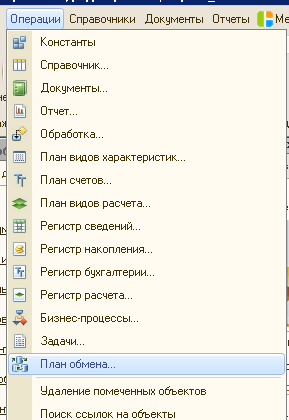 Операции Справочники Документы Отчеты
Константы
Справочник...
Документы...
Отчет...
Обработка...
План видов характеристик...
План счетов...
План видов расчета...
Регистр сведений...
Регистр накопления...
Регистр бухгалтерии...
Регистр расчета...
Бизнес-процессы...
Задачи...
План обмена...
Удаление помеченных объектов
Поиск ссылок на объекты